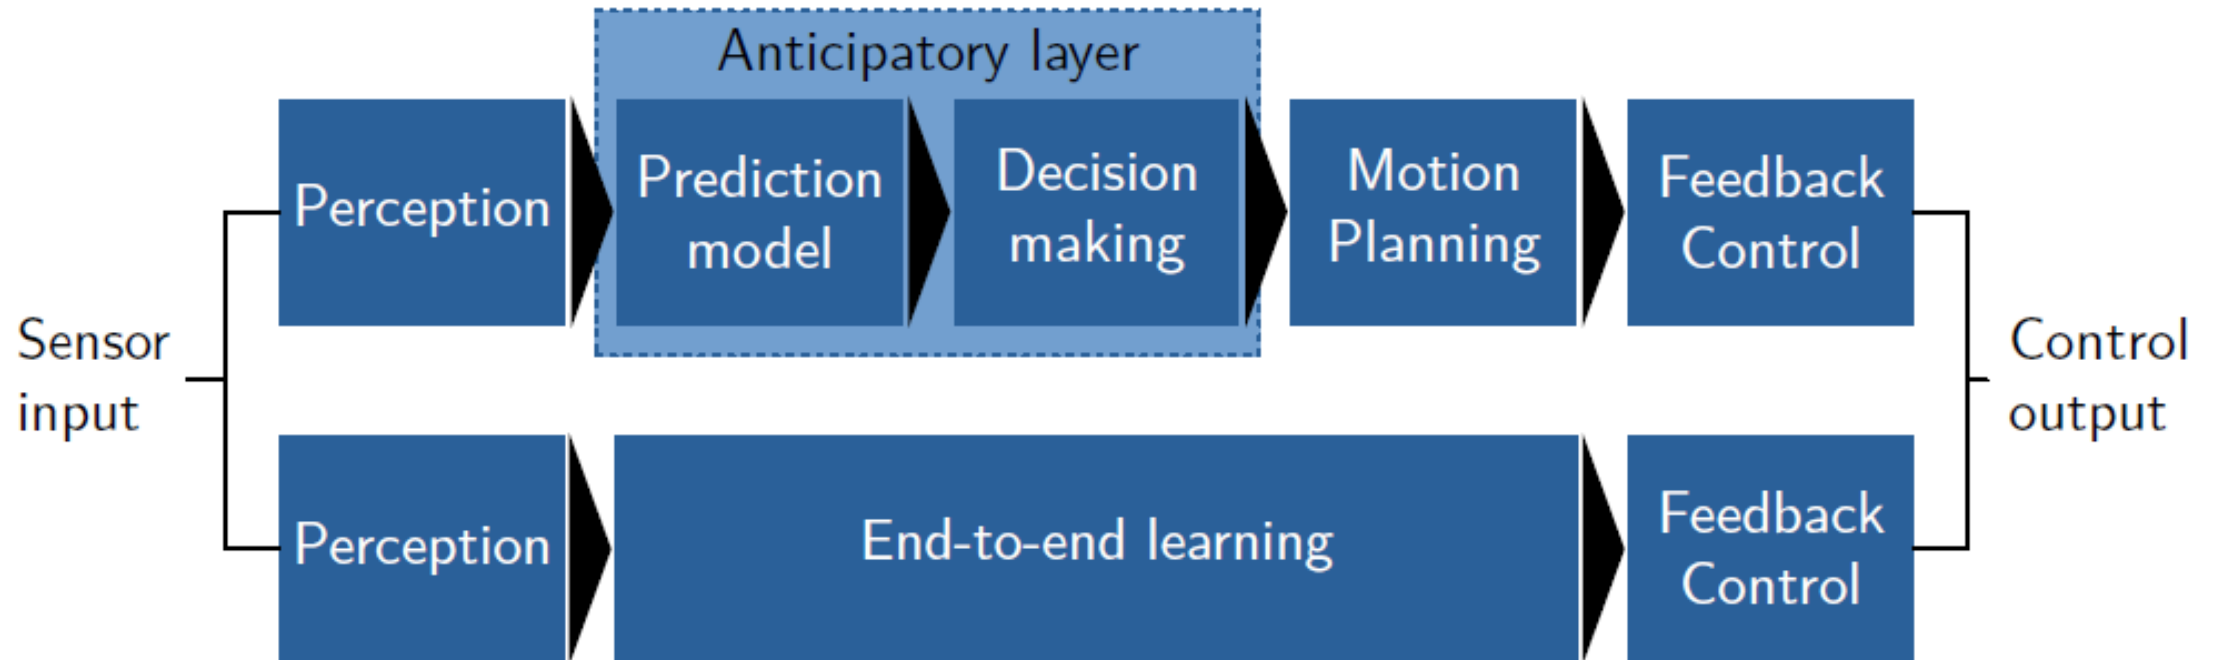 Anticipatory layer
Perception
Prediction
model
Decision
making
Motion
Planning
Feedback
Control
Sensor
input
Control
output
Perception
End-to-end learning
Feedback
Control